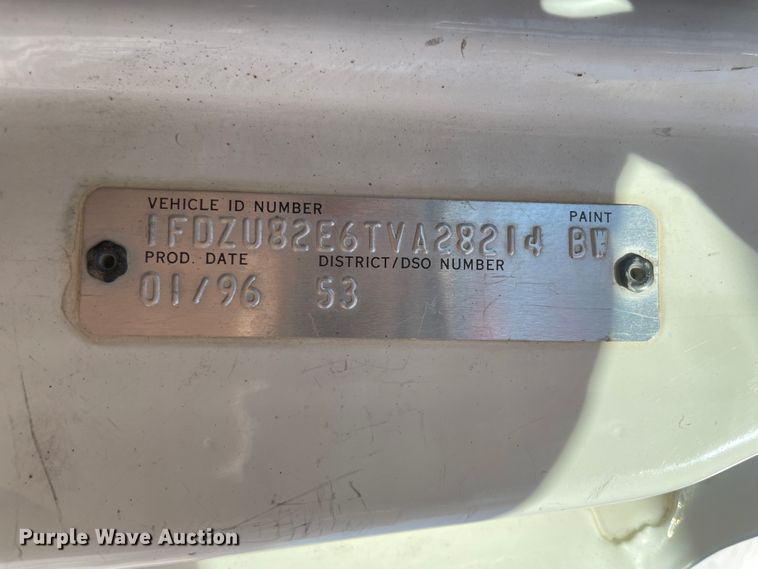 VEHICLE ID NUMBER PAINT
1FDZU82E6TVA28214 BW
PROD. DATE DISTRICT/DSO NUMBER
01/96 53
Purple Wave Auction